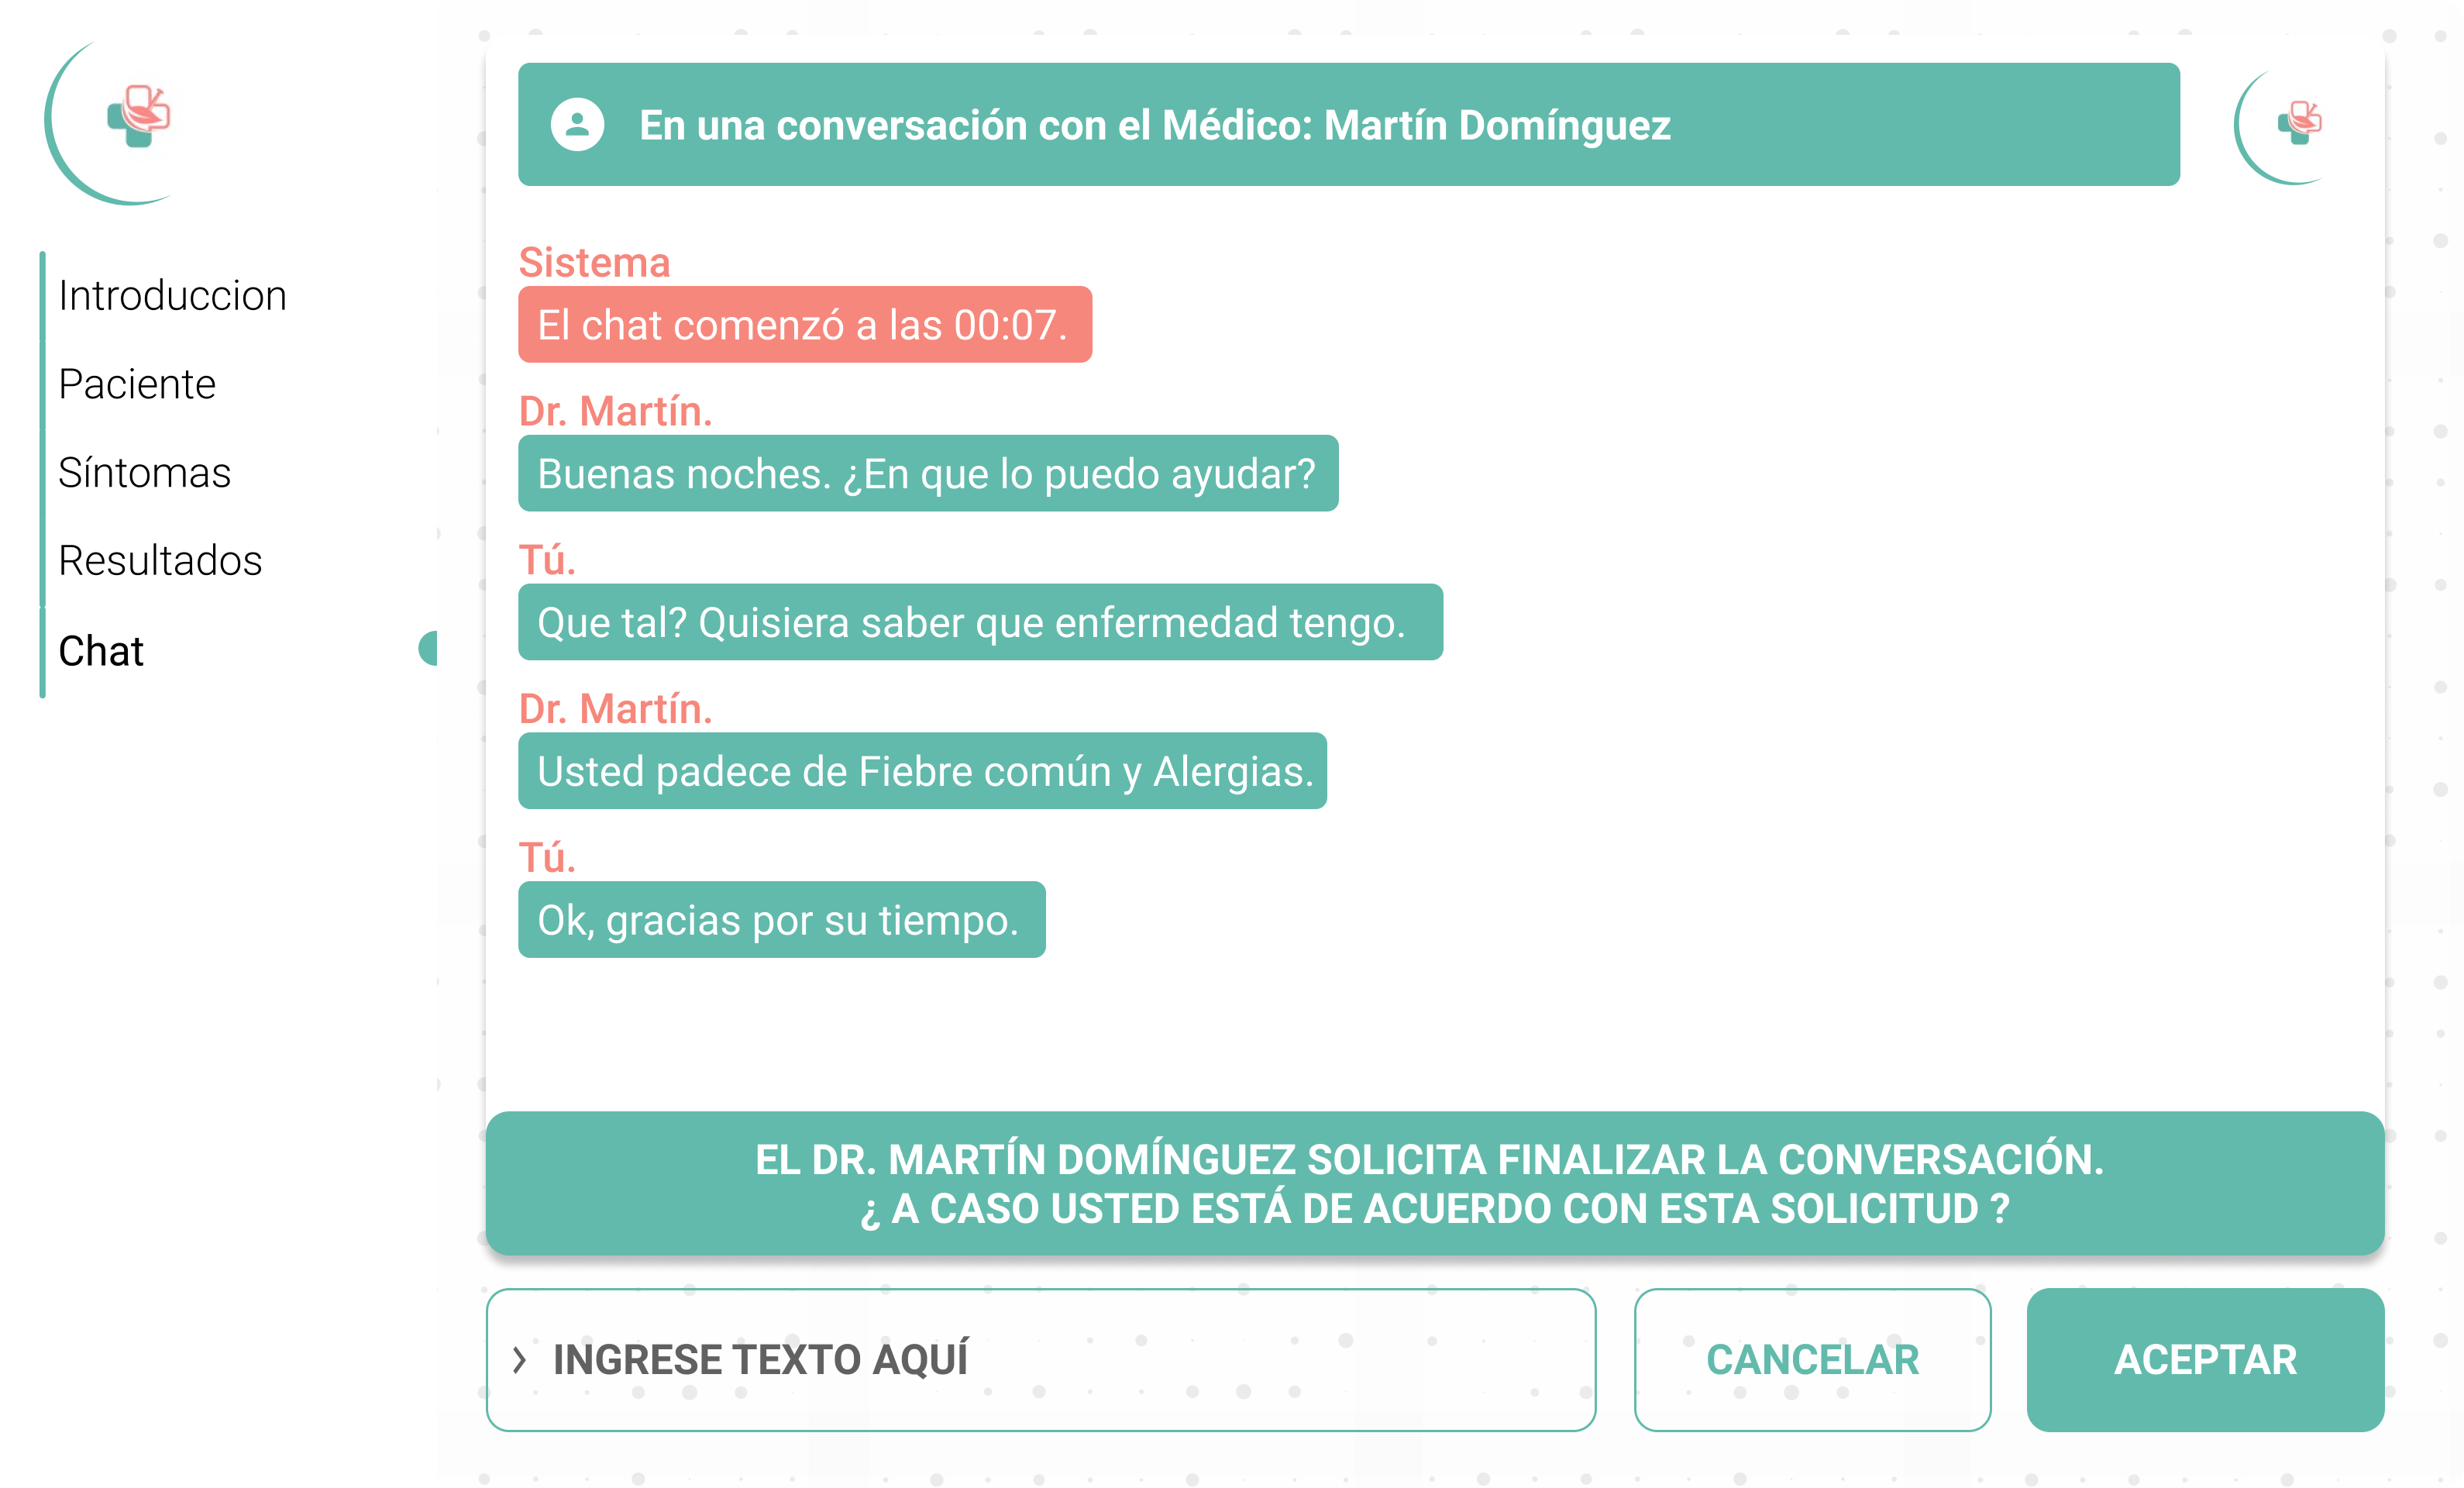 Introduccion
Paciente
Síntomas
Resultados
Chat
En una conversación con el Médico: Martín Domínguez
Sistema
El chat comenzó a las 00:07.
Dr. Martín.
Buenas noches. ¿En que lo puedo ayudar?
Tú.
Que tal? Quisiera saber que enfermedad tengo.
Dr. Martín.
Usted padece de Fiebre común y Alergias.
Tú.
Ok, gracias por su tiempo.
EL DR. MARTÍN DOMÍNGUEZ SOLICITA FINALIZAR LA CONVERSACIÓN.
¿ A CASO USTED ESTÁ DE ACUERDO CON ESTA SOLICITUD ?
INGRESE TEXTO AQUÍ
CANCELAR
ACEPTAR